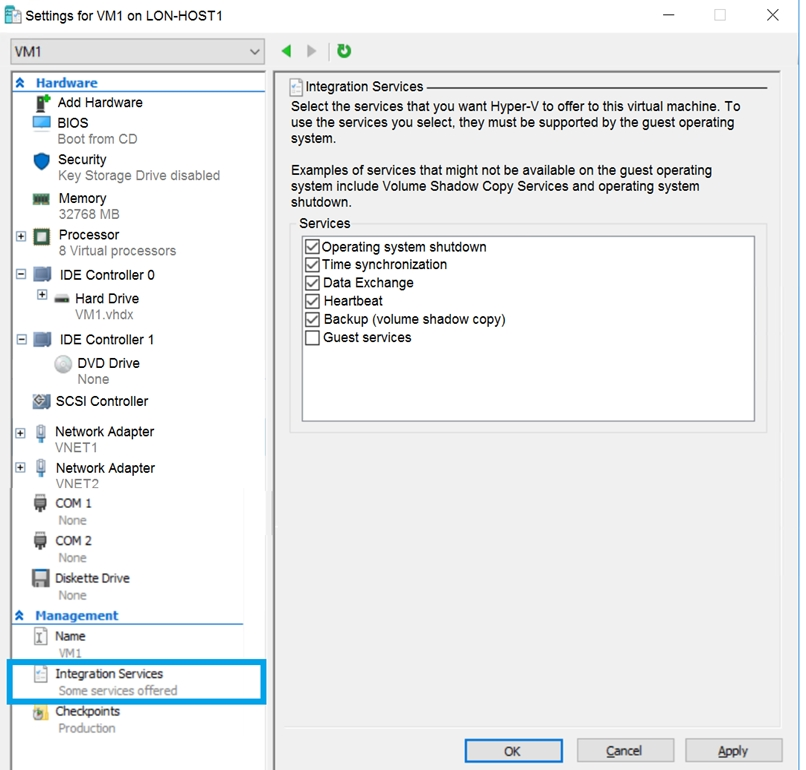 Settings for VM1 on LON-HOST1
VM1
Hardware
Add Hardware
BIOS
Boot from CD
Security
Key Storage Drive disabled
Memory
32768 MB
Processor
8 Virtual processors
IDE Controller 0
Hard Drive
VM1.vhdx
IDE Controller 1
DVD Drive
None
SCSI Controller
Network Adapter
VNET1
Network Adapter
VNET2
COM 1
None
COM 2
None
Diskette Drive
None
Management
Name
VM1
Integration Services
Some services offered
Checkpoints
Production
Integration Services
Select the services that you want Hyper-V to offer to this virtual machine. To
use the services you select, they must be supported by the guest operating
system.
Examples of services that might not be available on the guest operating
system include Volume Shadow Copy Services and operating system
shutdown.
Services
Operating system shutdown
Time synchronization
Data Exchange
Heartbeat
Backup (volume shadow copy)
Guest services
OK
Cancel
Apply